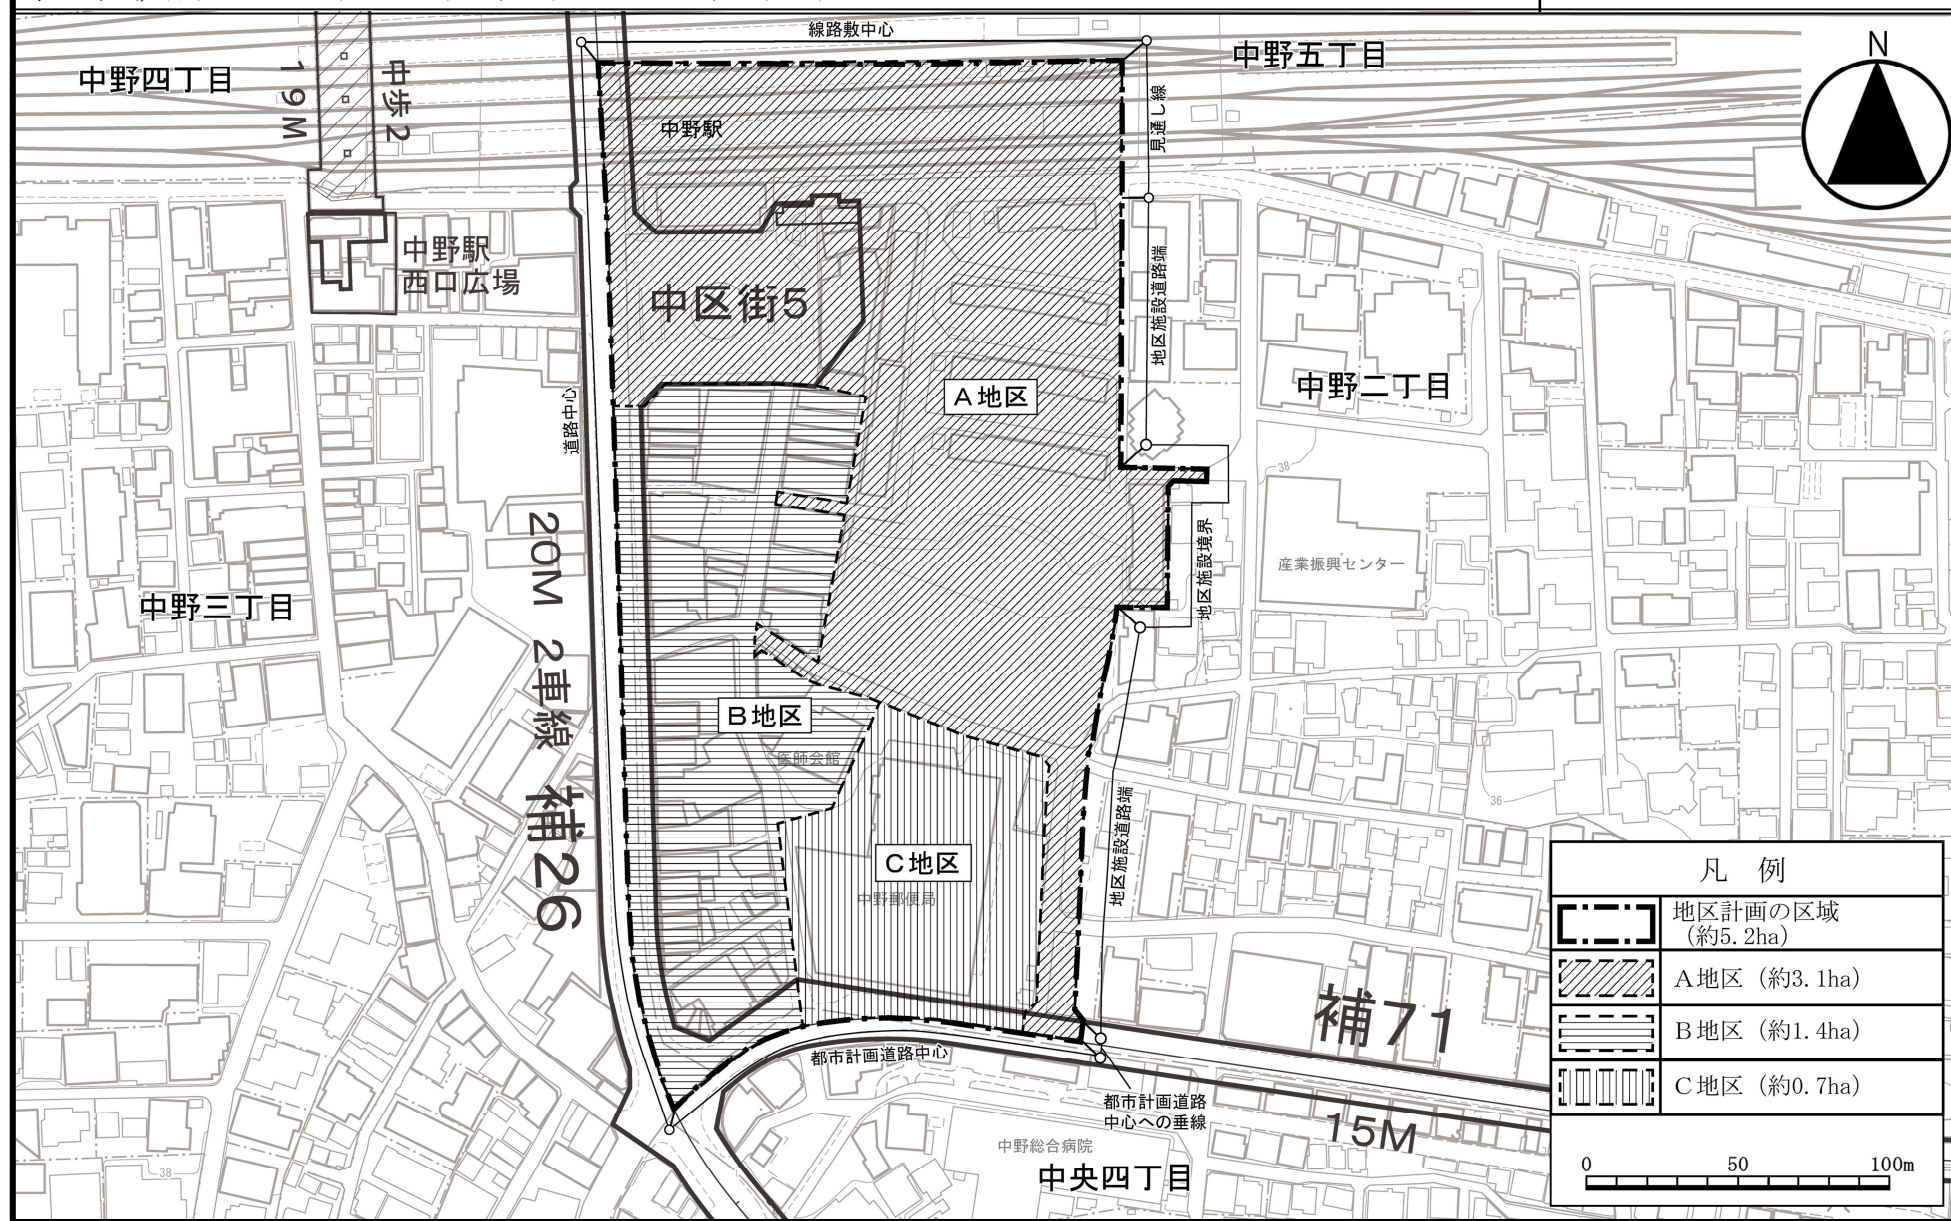 線路敷中心
中野四丁目
19M
中歩2
中野五丁目
N
中野駅
見通し線
中野駅
西口広場
中区街5
地区施設道路端
道路中心
A地区
中野二丁目
38
20M 2車線 補26
地区施設境界
産業振興センター
中野三丁目
B地区
医師会館
36
地区施設道路端
C地区
中野郵便局
補71
都市計画道路中心
都市計画道路
中心への垂線
15M
中野総合病院
中央四丁目
38
凡 例
地区計画の区域
(約5.2ha)
A地区 (約3.1ha)
B地区 (約1.4ha)
C地区 (約0.7ha)
0 50 100m